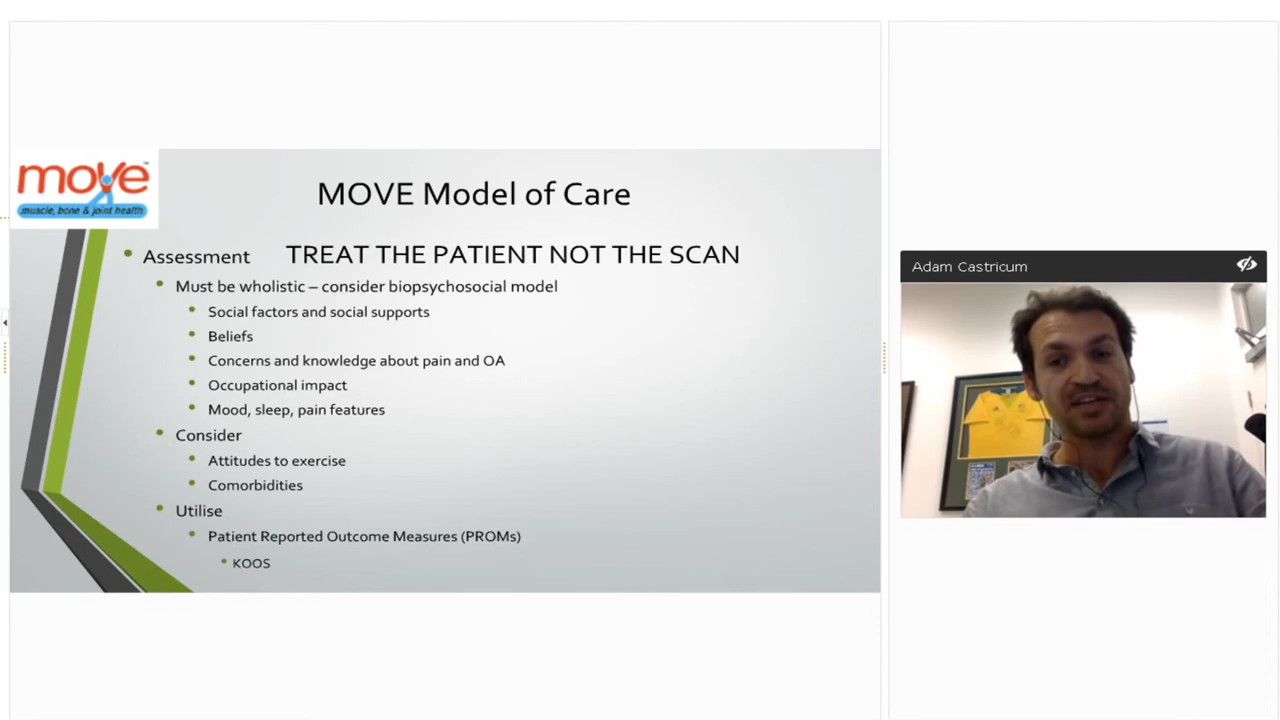 move
muscle, bone & joint health
MOVE Model of Care
Assessment TREAT THE PATIENT NOT THE SCAN
Must be wholistic – consider biopsychosocial model
Social factors and social supports
Beliefs
Concerns and knowledge about pain and OA
Occupational impact
Mood, sleep, pain features
Consider
Attitudes to exercise
Comorbidities
Utilise
Patient Reported Outcome Measures (PROMs)
KOOS
Adam Castricum